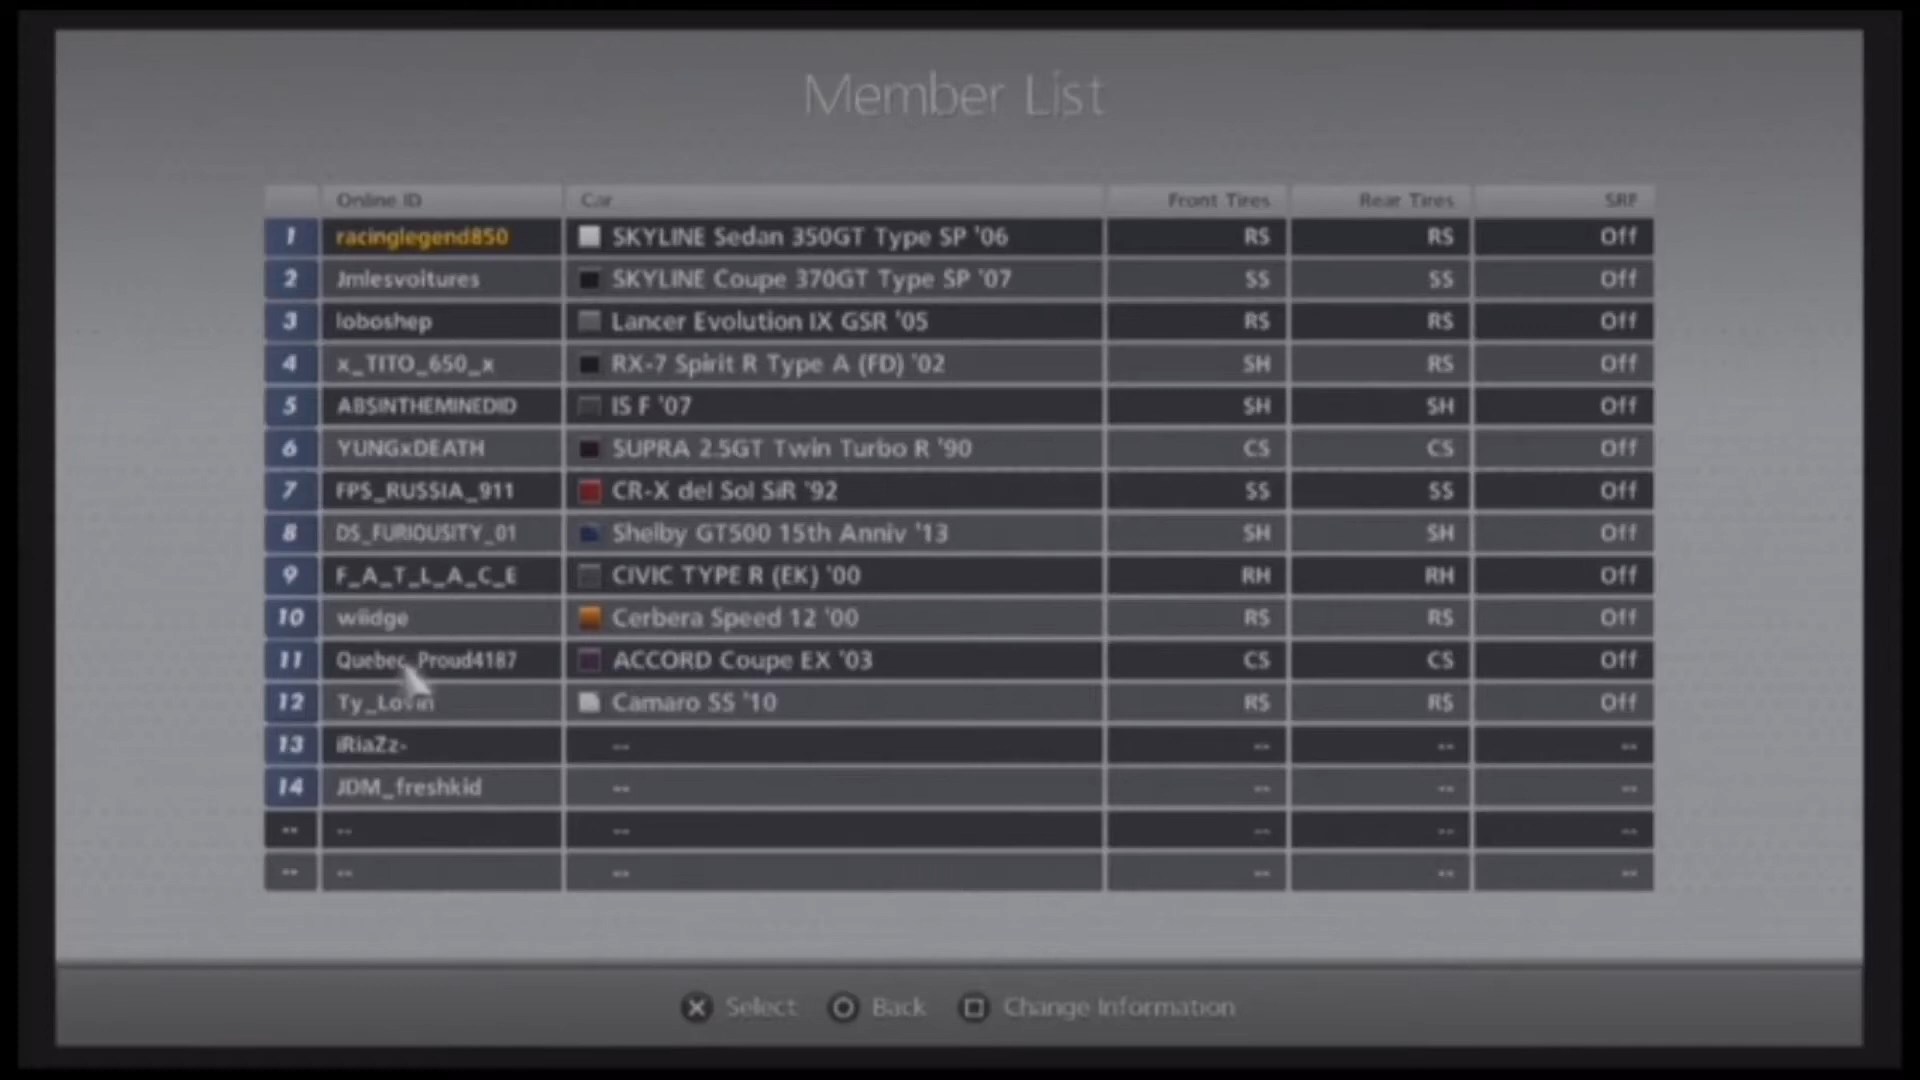 Member List
Online ID Car Front Tires Rear Tires SRF
1 racinglegend850 SKYLINE Sedan 350GT Type SP '06 RS RS Off
2 Jmlesvoitures SKYLINE Coupe 370GT Type SP '07 SS SS Off
3 loboshep Lancer Evolution IX GSR '05 RS RS Off
4 x_TITO_650_x RX-7 Spirit R Type A (FD) '02 SH RS Off
5 ABSINTHEMINEDID IS F '07 SH SH Off
6 YUNGxDEATH SUPRA 2.5GT Twin Turbo R '90 CS CS Off
7 FPS_RUSSIA_911 CR-X del Sol SiR '92 SS SS Off
8 DS_FURIOUSITY_01 Shelby GT500 15th Anniv '13 SH SH Off
9 F_A_T_L_A_C_E CIVIC TYPE R (EK) '00 RH RH Off
10 wiidge Cerbera Speed 12 '00 RS RS Off
11 Quebec_Proud4187 ACCORD Coupe EX '03 CS CS Off
12 Ty_Lovin Camaro SS '10 RS RS Off
13 iRiaZz- -- -- -- --
14 JDM_freshkid -- -- -- --
-- -- -- -- -- --
-- -- -- -- -- --
Select Back Change Information